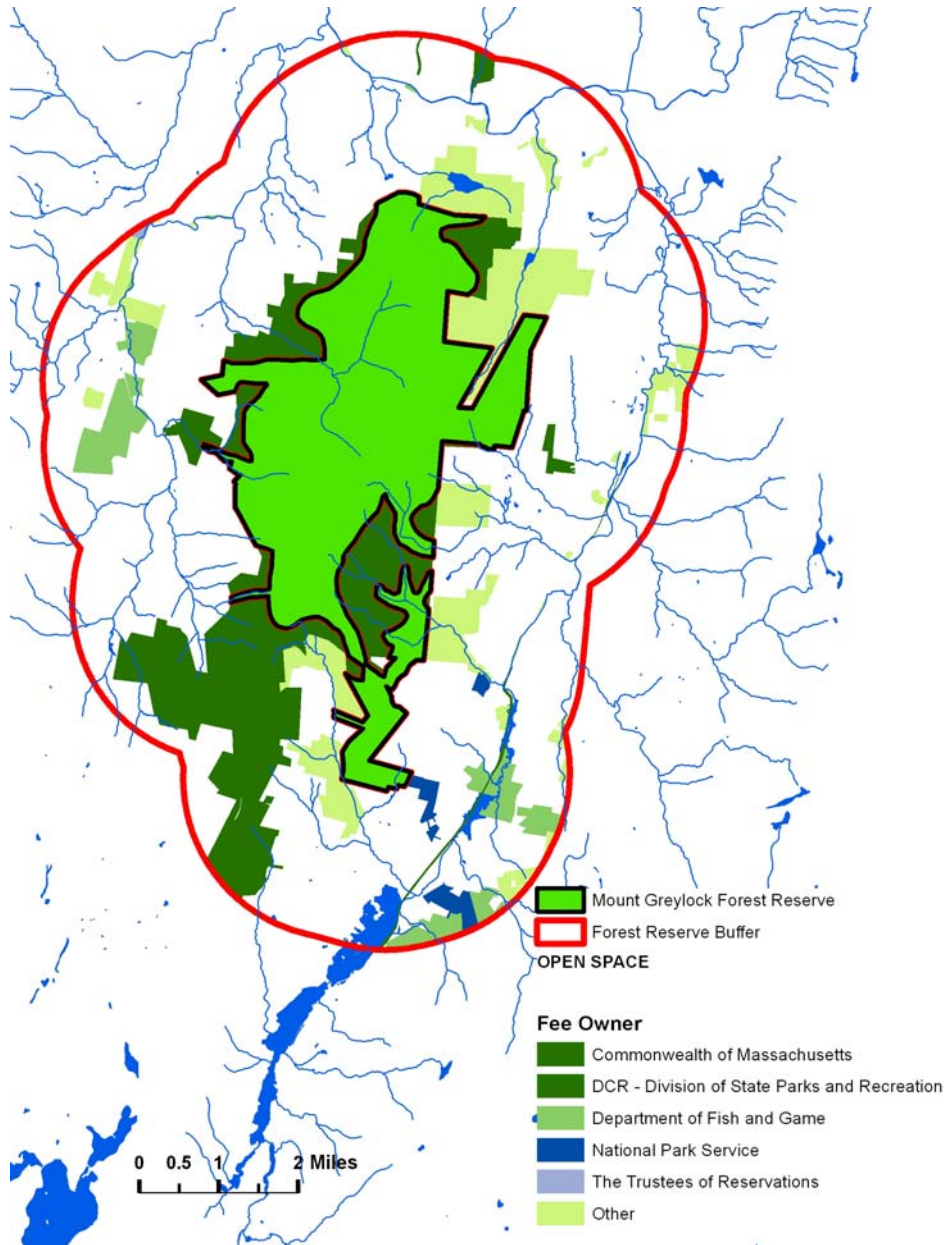 Mount Greylock Forest Reserve
Forest Reserve Buffer
OPEN SPACE
Fee Owner
Commonwealth of Massachusetts
DCR - Division of State Parks and Recreation
Department of Fish and Game
National Park Service
The Trustees of Reservations
Other
0 0.5 1 2 Miles